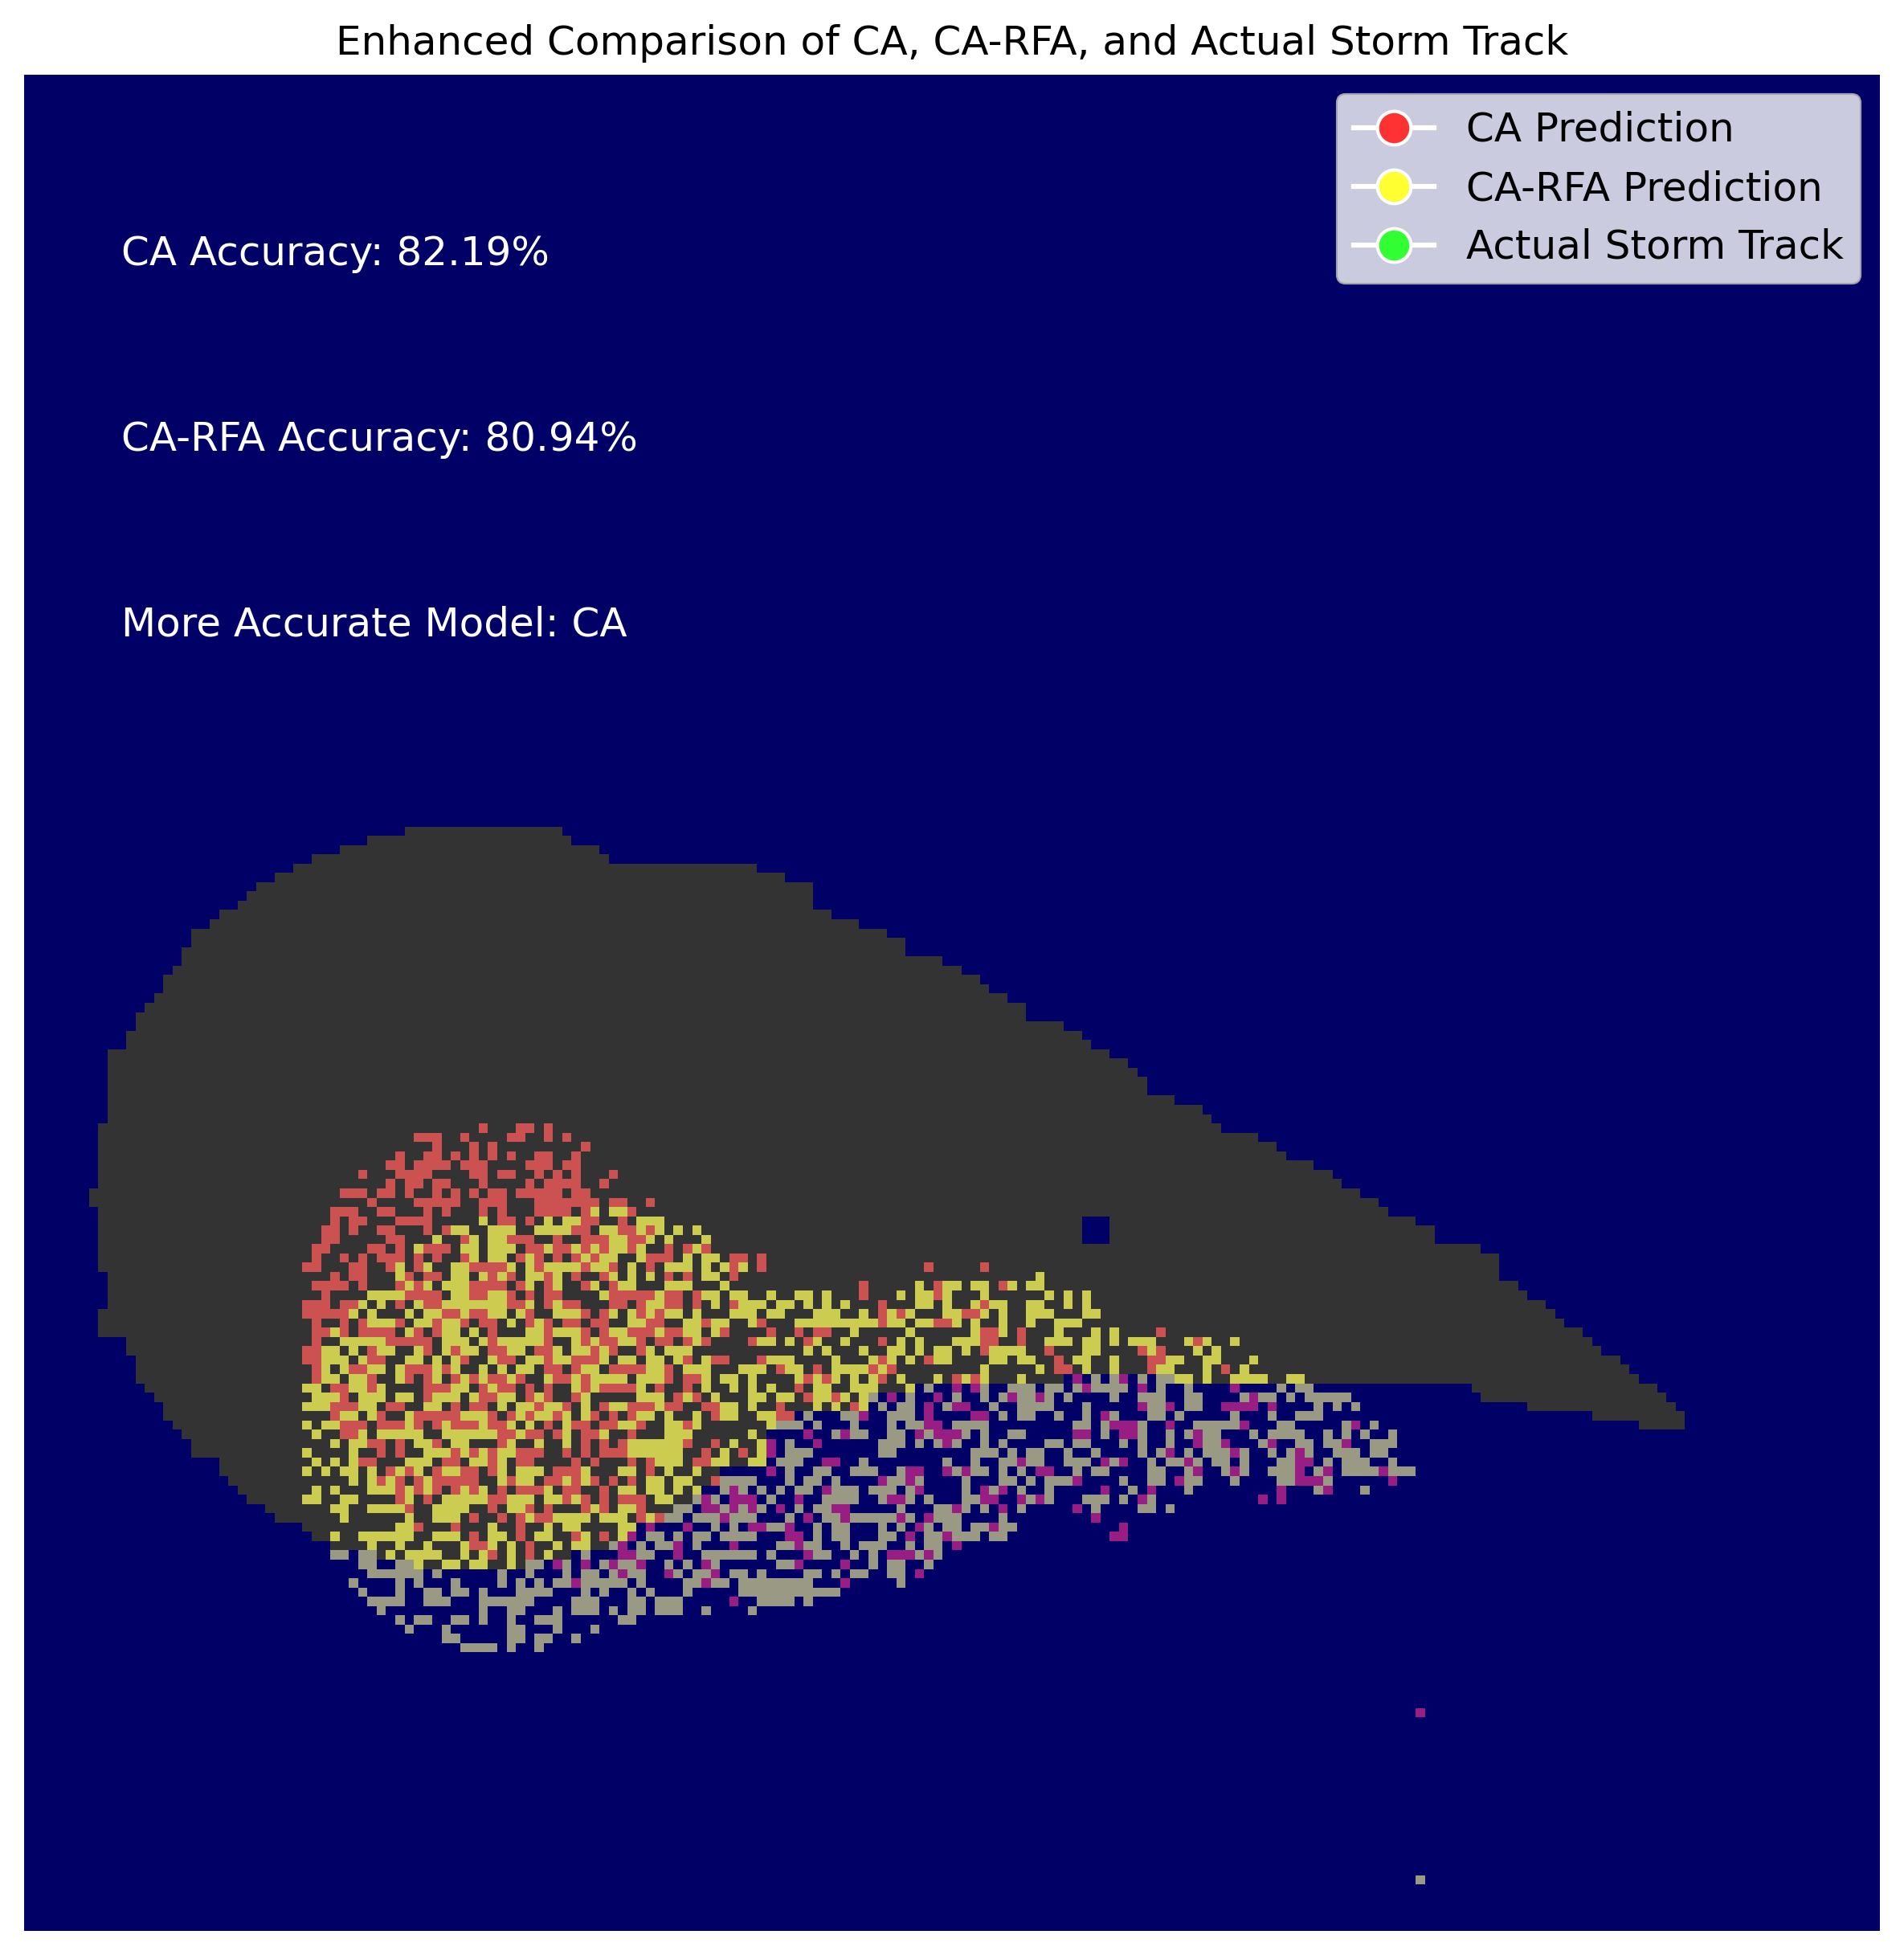 Enhanced Comparison of CA, CA-RFA, and Actual Storm Track
CA Prediction
CA-RFA Prediction
Actual Storm Track
CA Accuracy: 82.19%
CA-RFA Accuracy: 80.94%
More Accurate Model: CA